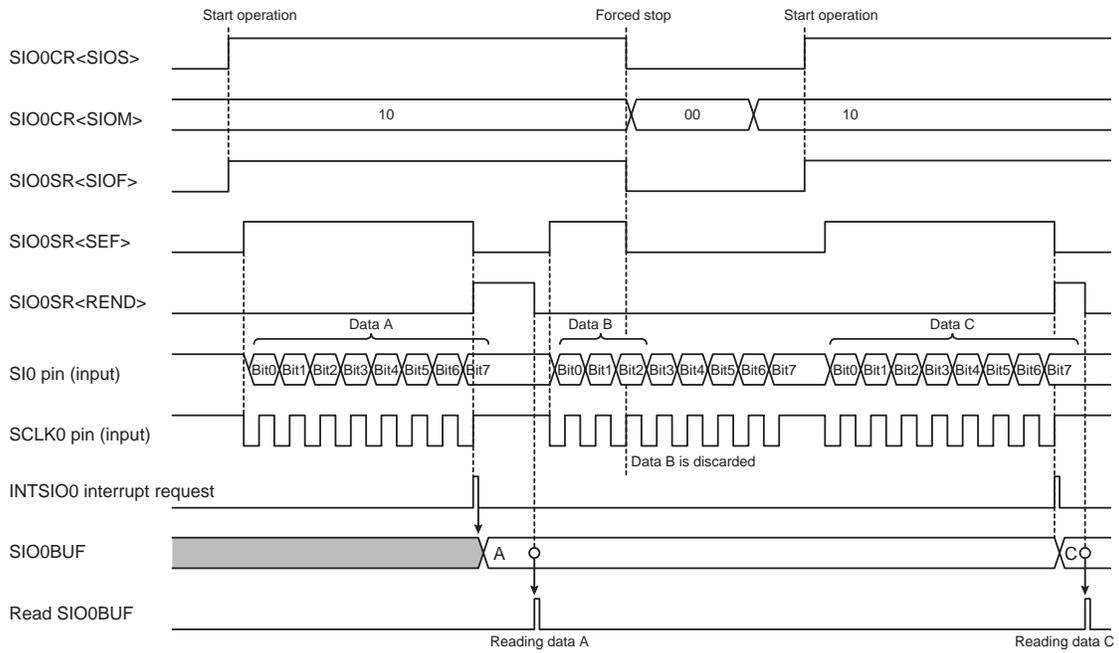 Start operation Forced stop Start operation
SIO0CR<SIOS>
SIO0CR<SIOM> 10 00 10
SIO0SR<SIOF>
SIO0SR<SEF>
SIO0SR<REND>
Data A Data B Data C
SI0 pin (input) Bit0 Bit1 Bit2 Bit3 Bit4 Bit5 Bit6 Bit7 Bit0 Bit1 Bit2 Bit3 Bit4 Bit5 Bit6 Bit7 Bit0 Bit1 Bit2 Bit3 Bit4 Bit5 Bit6 Bit7
SCLK0 pin (input)
Data B is discarded
INTSIO0 interrupt request
SIO0BUF A C
Read SIO0BUF
Reading data A Reading data C